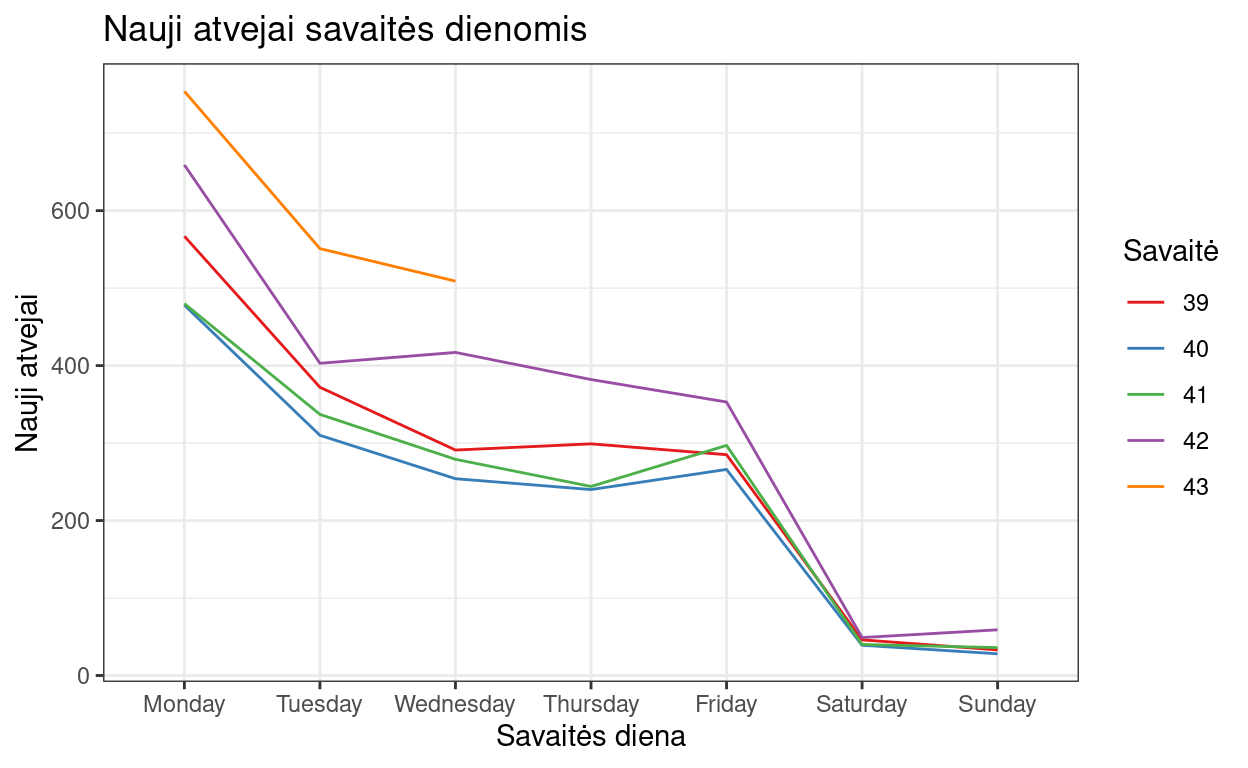 Nauji atvejai savaitės dienomis
Nauji atvejai
600
400
200
0
Monday Tuesday Wednesday Thursday Friday Saturday Sunday
Savaitės diena
Savaitė
39
40
41
42
43